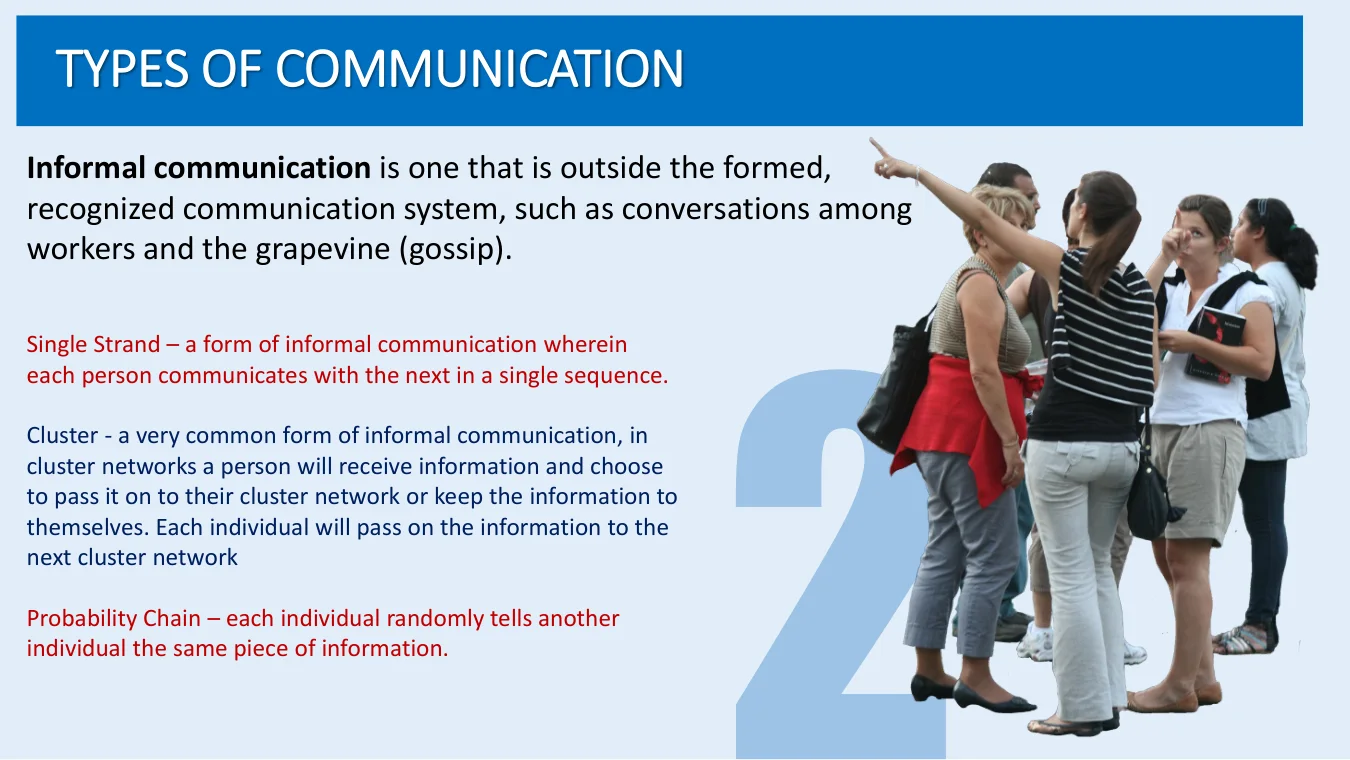 TYPES OF COMMUNICATION
Informal communication is one that is outside the formed,
recognized communication system, such as conversations among
workers and the grapevine (gossip).
Single Strand – a form of informal communication wherein
each person communicates with the next in a single sequence.
Cluster - a very common form of informal communication, in
cluster networks a person will receive information and choose
to pass it on to their cluster network or keep the information to
themselves. Each individual will pass on the information to the
next cluster network
Probability Chain – each individual randomly tells another
individual the same piece of information.
2